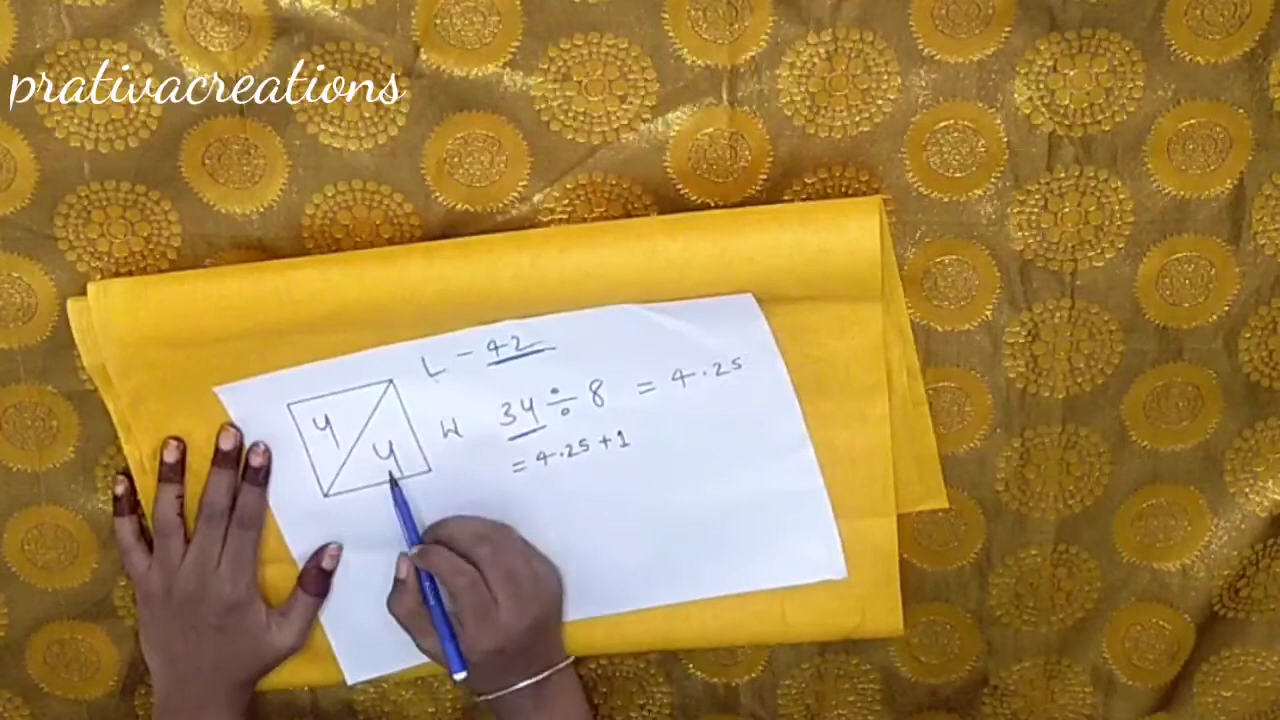 prativacreations
L - 42
4 4
W 34 ÷ 8 = 4.25
= 4.25 + 1